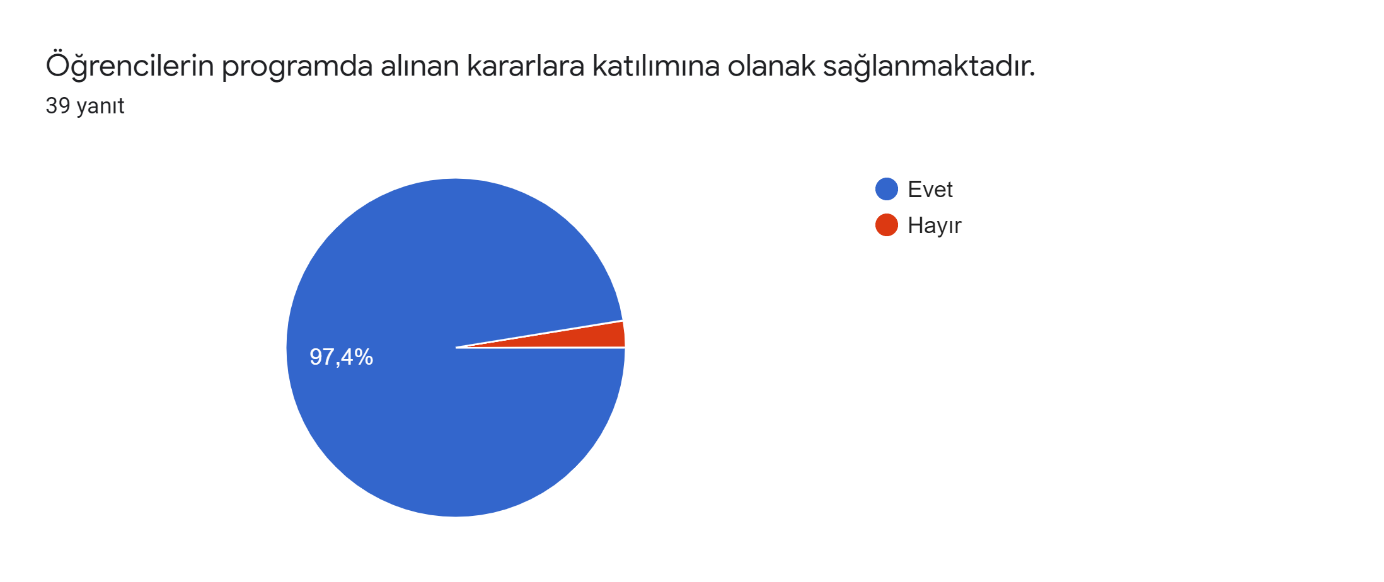 Öğrencilerin programda alınan kararlara katılımına olanak sağlanmaktadır.
39 yanıt
Evet
Hayır
97,4%